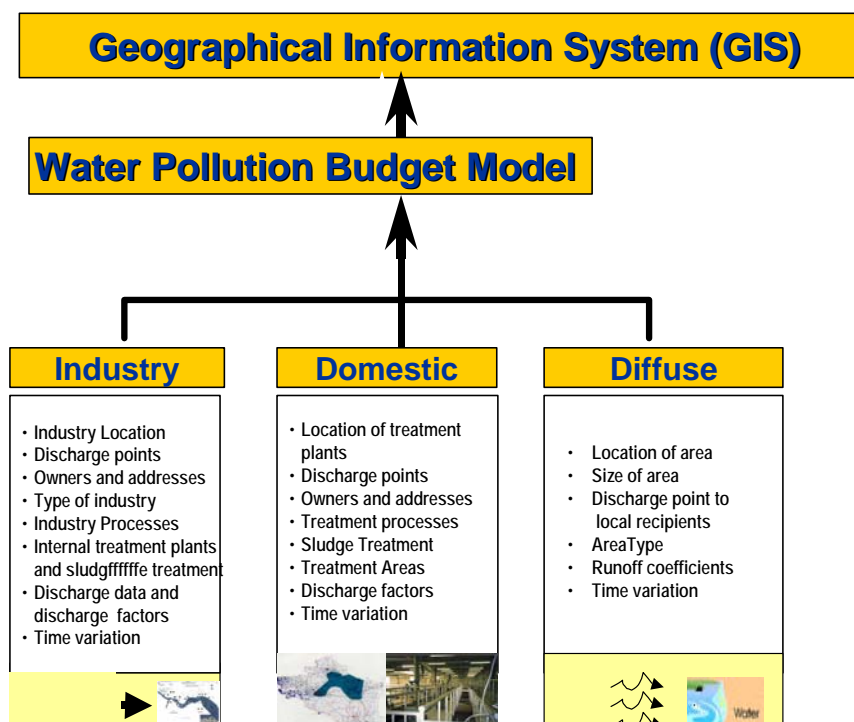 Geographical Information System (GIS)
Water Pollution Budget Model
Industry
• Industry Location
• Discharge points
• Owners and addresses
• Type of industry
• Industry Processes
• Internal treatment plants
and sludgffffffe treatment
• Discharge data and
discharge factors
• Time variation
Domestic
• Location of treatment
plants
• Discharge points
• Owners and addresses
• Treatment processes
• Sludge Treatment
• Treatment Areas
• Discharge factors
• Time variation
Diffuse
• Location of area
• Size of area
• Discharge point to
local recipients
• AreaType
• Runoff coefficients
• Time variation
Water